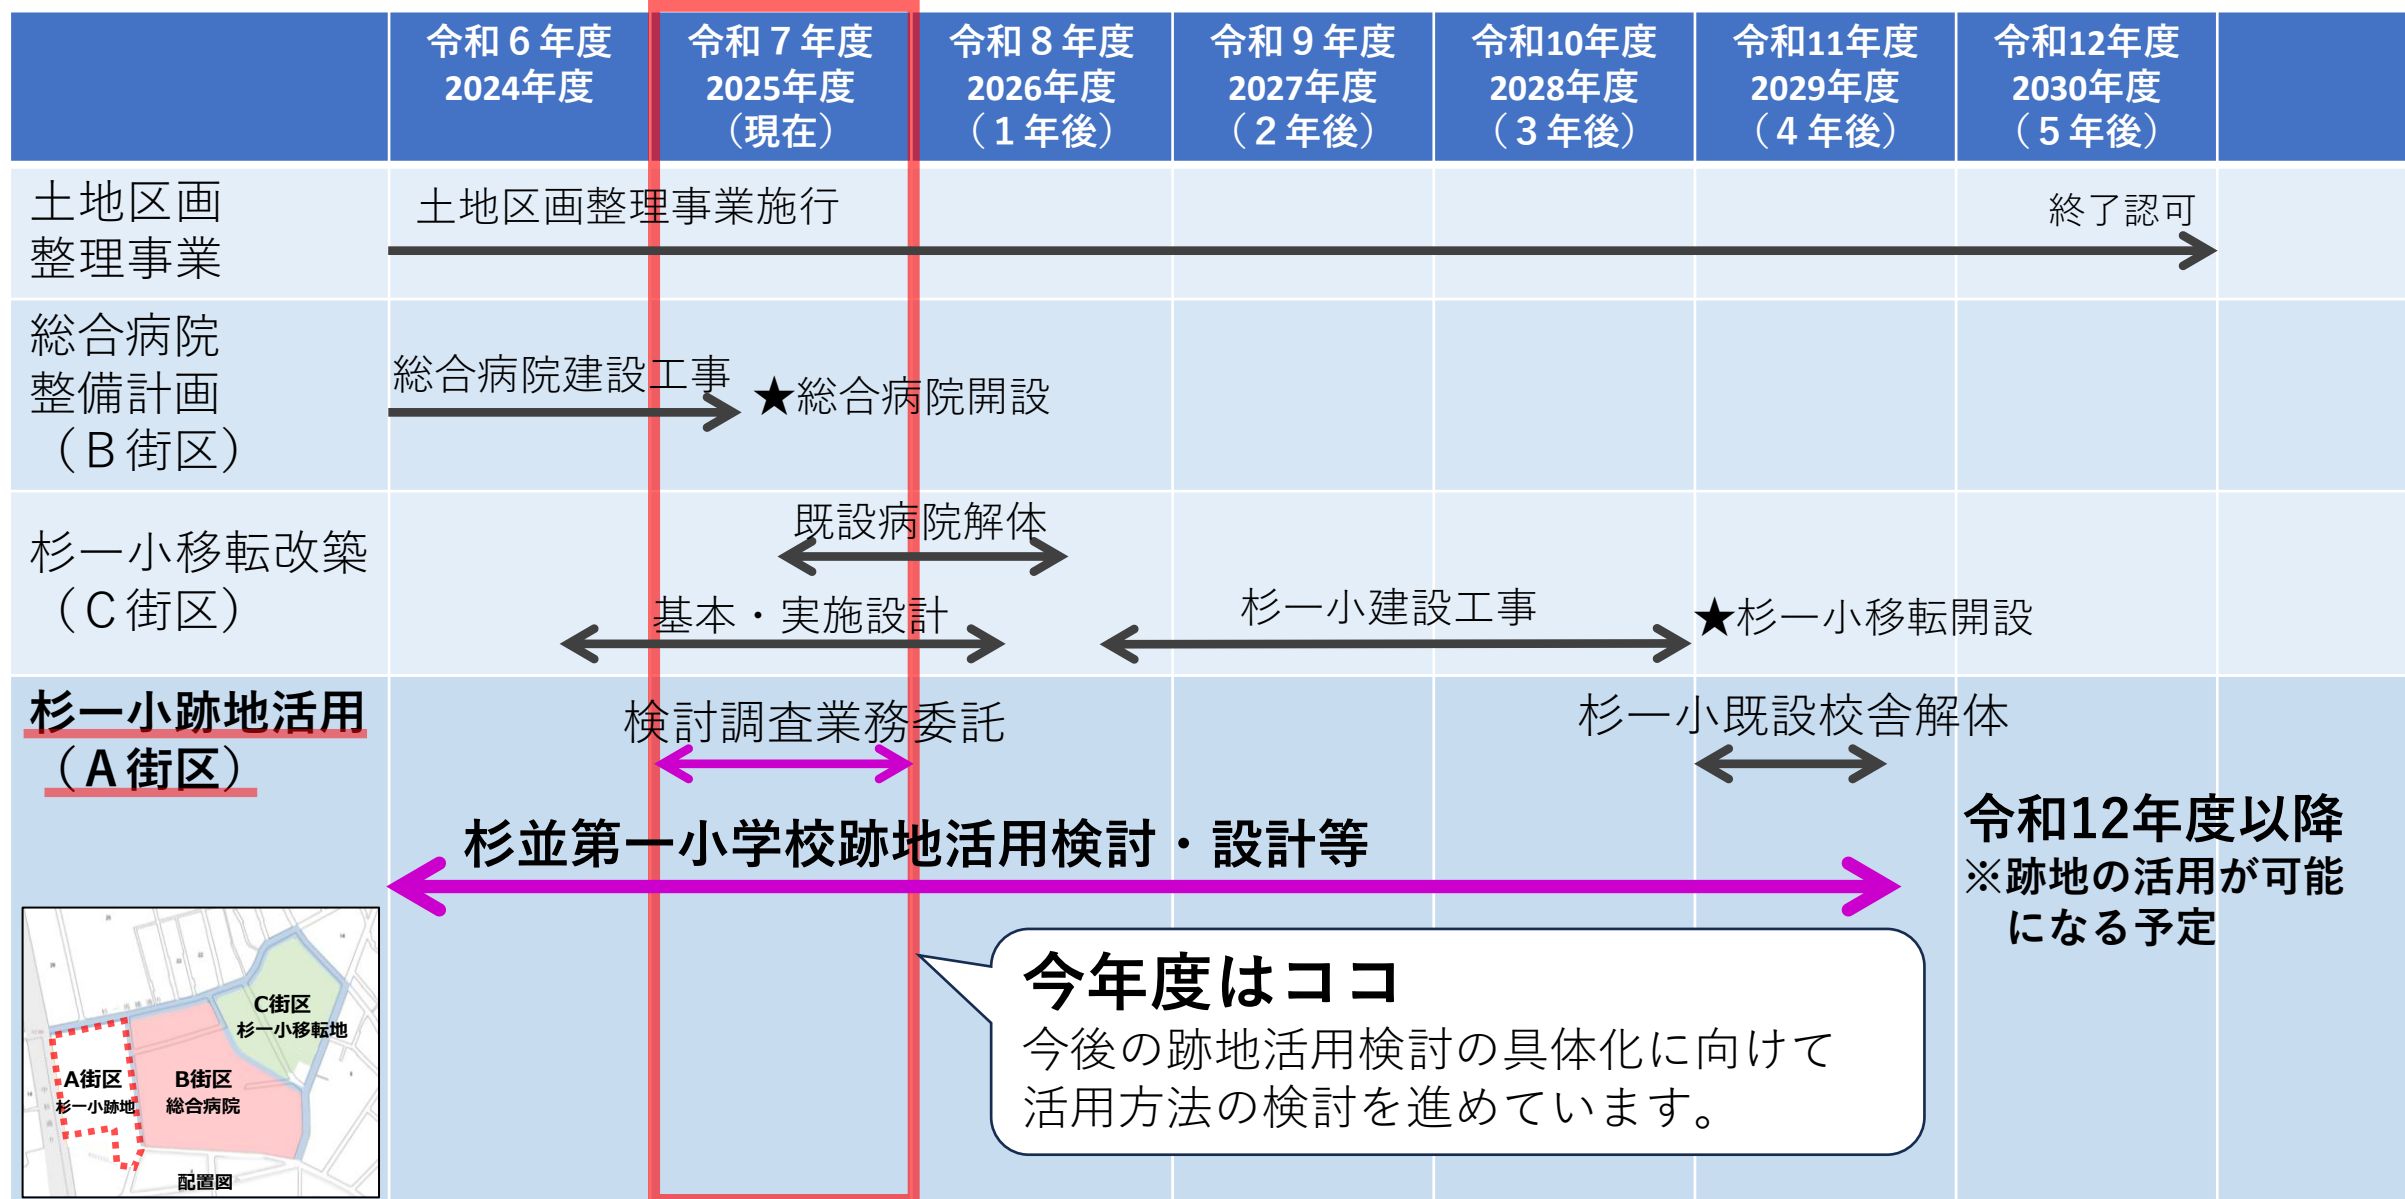 令和６年度
2024年度
令和７年度
2025年度
（現在）
令和８年度
2026年度
（１年後）
令和９年度
2027年度
（２年後）
令和10年度
2028年度
（３年後）
令和11年度
2029年度
（４年後）
令和12年度
2030年度
（５年後）
土地区画
整理事業
土地区画整理事業施行
終了認可
総合病院
整備計画
（Ｂ街区）
総合病院建設工事
★総合病院開設
杉一小移転改築
（Ｃ街区）
既設病院解体
基本・実施設計
杉一小建設工事
★杉一小移転開設
杉一小跡地活用
（Ａ街区）
検討調査業務委託
杉一小既設校舎解体
杉並第一小学校跡地活用検討・設計等
令和12年度以降
※跡地の活用が可能
になる予定
今年度はココ
今後の跡地活用検討の具体化に向けて
活用方法の検討を進めています。
C街区
杉一小移転地
A街区
杉一小跡地
B街区
総合病院
配置図